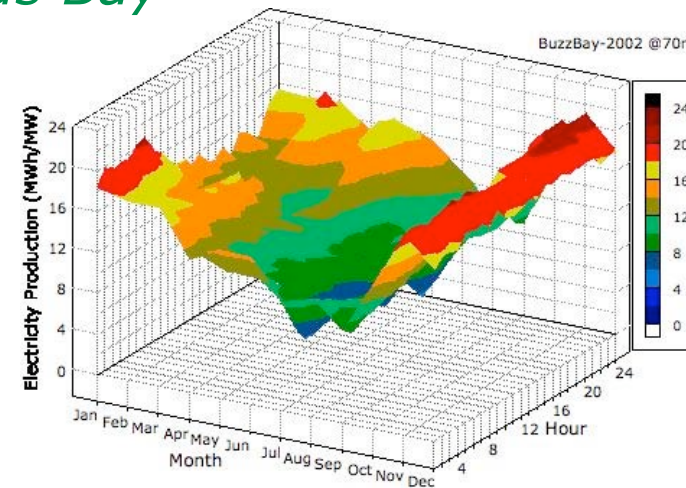 Bay
BuzzBay-2002 @70m
Electricity Production (MWh/MW)
24
20
16
12
8
4
0
24
20
16
12
8
4
0
Jan Feb Mar Apr May Jun Jul Aug Sep Oct Nov Dec
Month
4 8 12 16 20 24
Hour